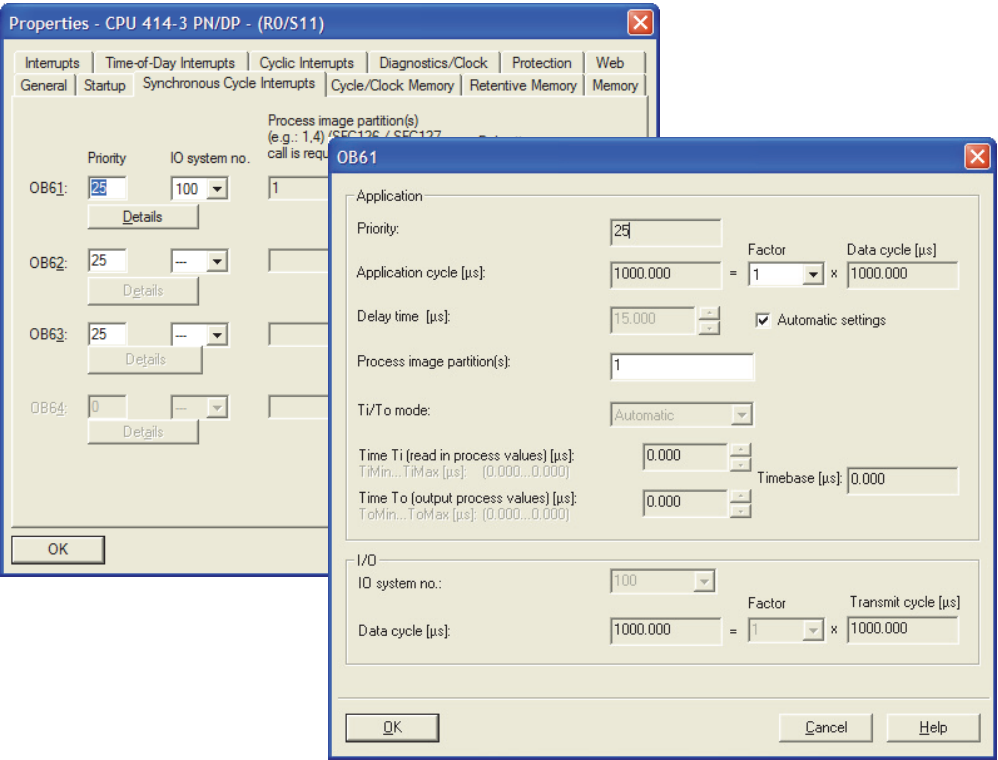 Properties - CPU 414-3 PN/DP - (R0/S11)
Interrupts Time-of-Day Interrupts Cyclic Interrupts Diagnostics/Clock Protection Web
General Startup Synchronous Cycle Interrupts Cycle/Clock Memory Retentive Memory Memory
Process image partition(s)
(e.g.: 1,4) (SFC126 / SFC127
Priority IO system no. call is requ
OB61: 25 100 1
Details
OB62: 25 ---
Details
OB63: 25 ---
Details
OB64: 0 ---
Details
OK
OB61
Application
Priority: 25
Factor Data cycle [µs]
Application cycle [µs]: 1000.000 = 1 x 1000.000
Delay time [µs]: 15.000 Automatic settings
Process image partition(s): 1
Ti/To mode: Automatic
Time Ti (read in process values) [µs]: 0.000
TiMin...TiMax [µs]: (0.000...0.000)
Timebase [µs]: 0.000
Time To (output process values) [µs]: 0.000
ToMin...ToMax [µs]: (0.000...0.000)
I/O
IO system no.: 100
Factor Transmit cycle [µs]
Data cycle [µs]: 1000.000 = 1 x 1000.000
OK Cancel Help